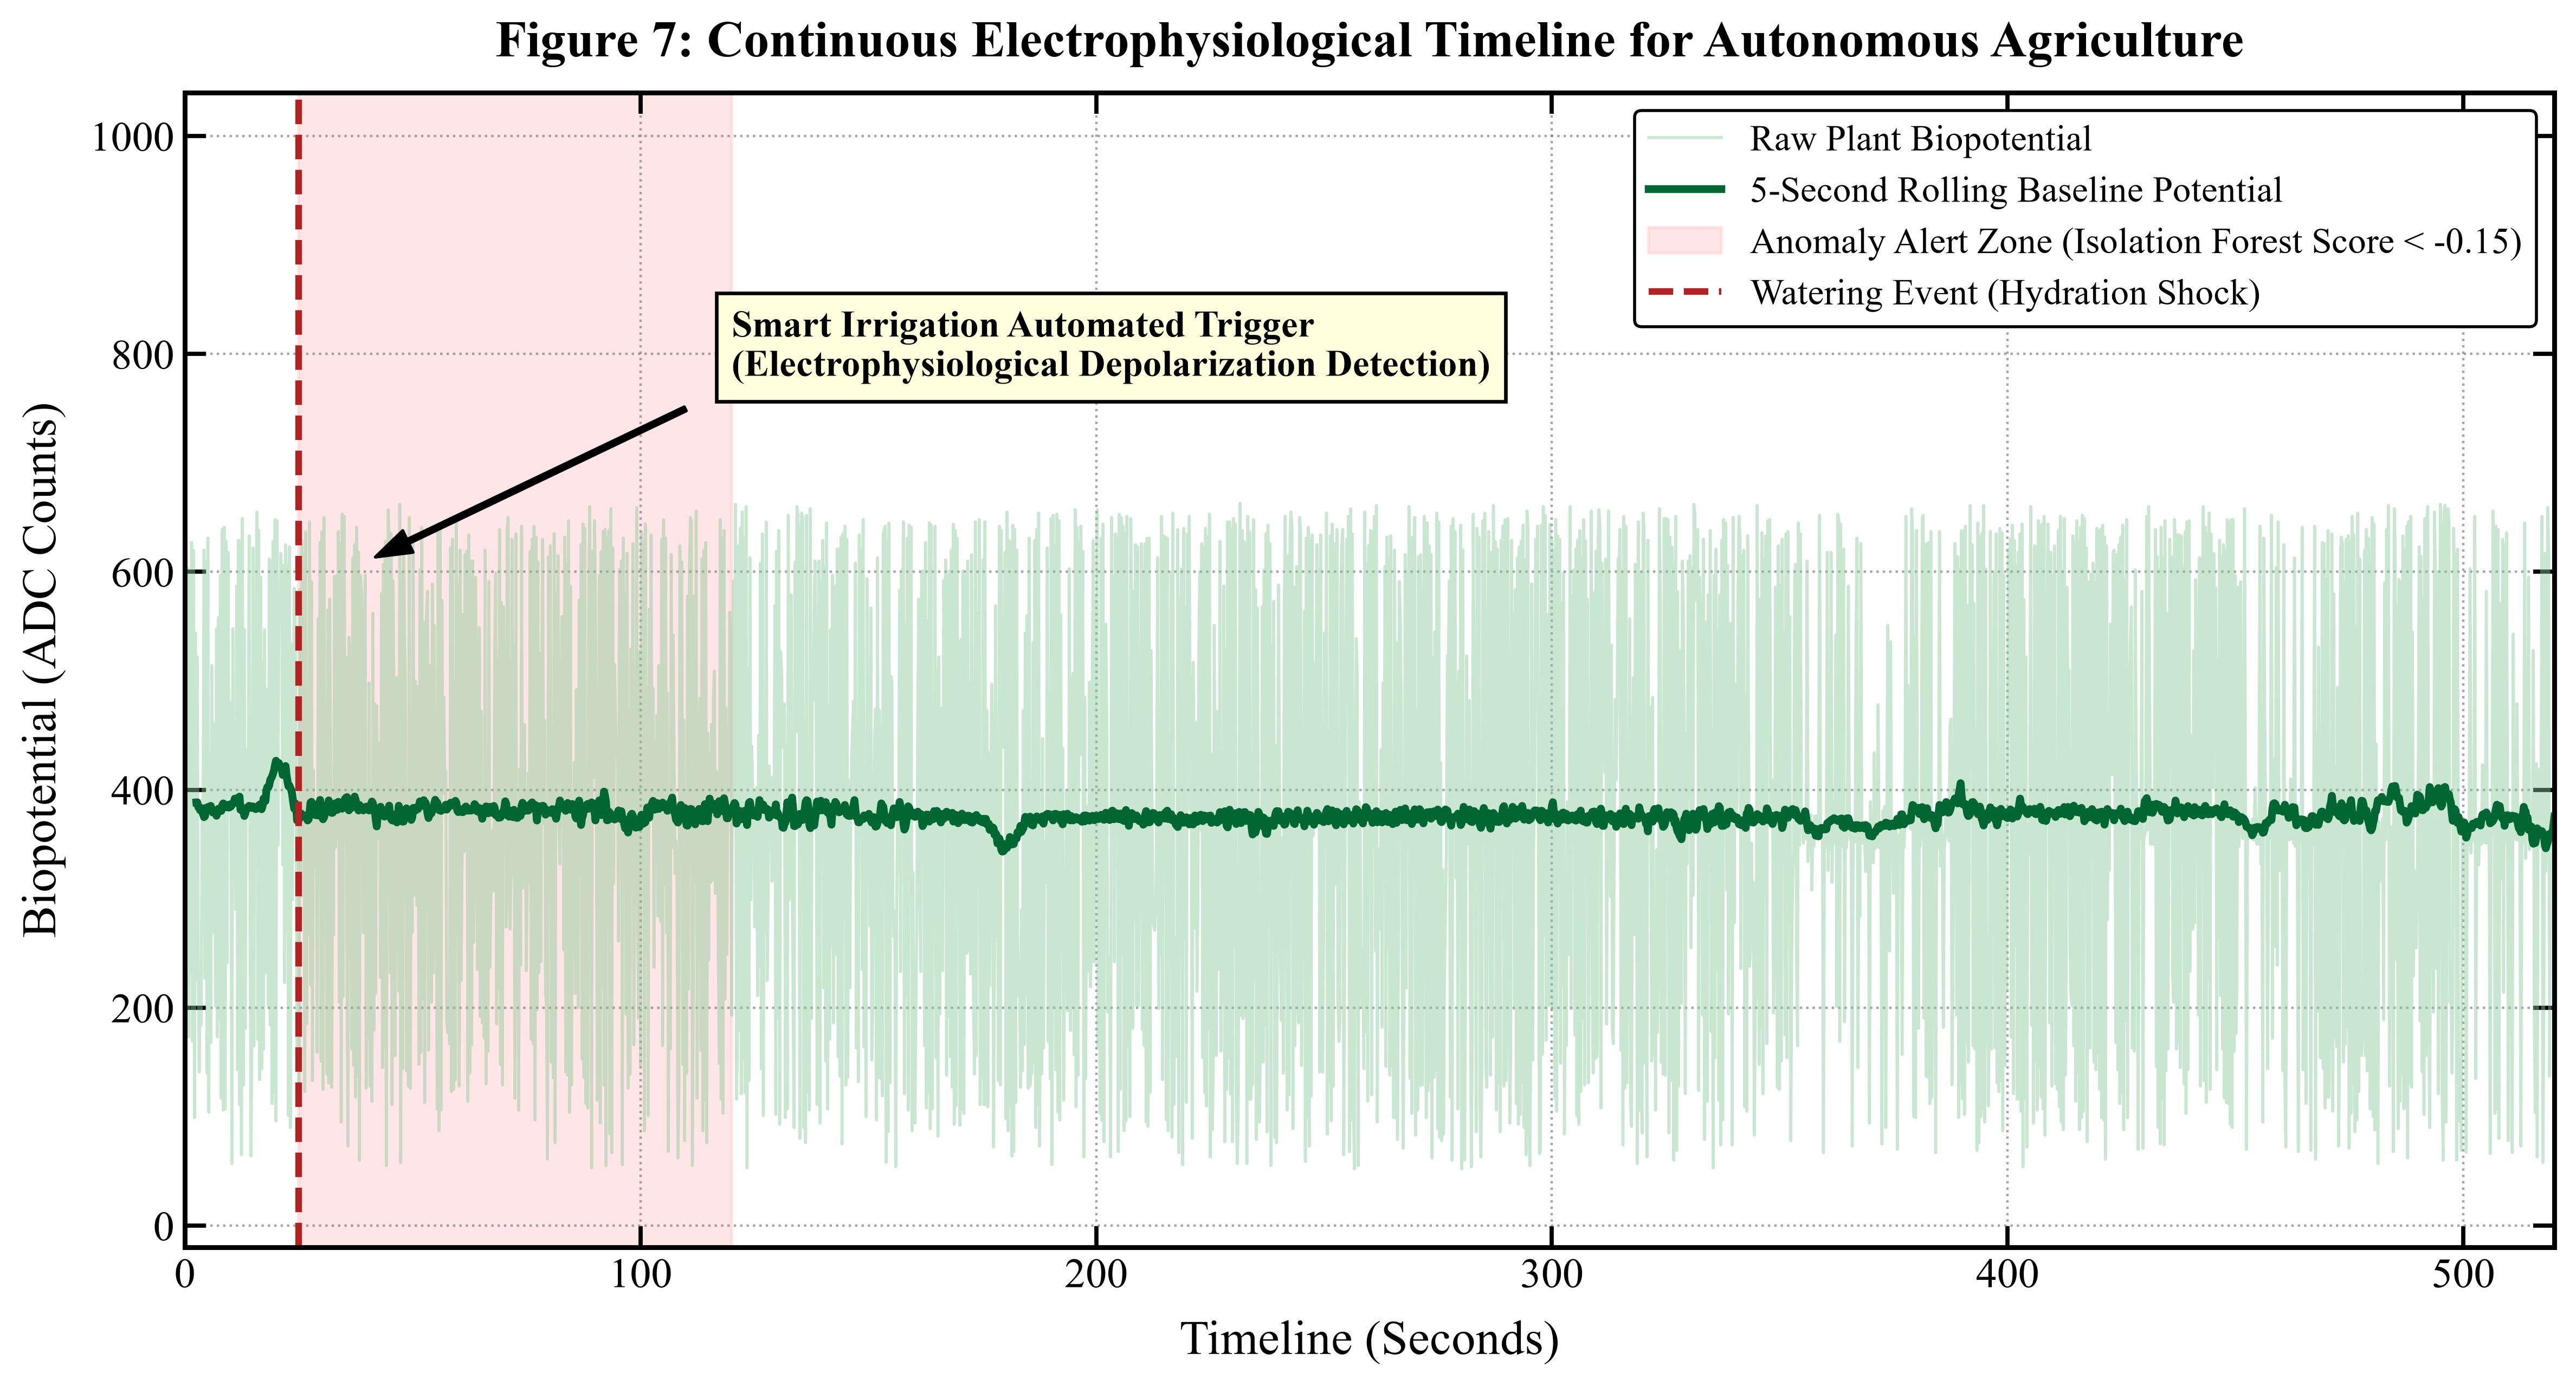 Figure 7: Continuous Electrophysiological Timeline for Autonomous Agriculture
1000
800
600
400
200
0
Biopotential (ADC Counts)
Raw Plant Biopotential
5-Second Rolling Baseline Potential
Anomaly Alert Zone (Isolation Forest Score < -0.15)
Watering Event (Hydration Shock)
Smart Irrigation Automated Trigger
(Electrophysiological Depolarization Detection)
0
100
200
300
400
500
Timeline (Seconds)